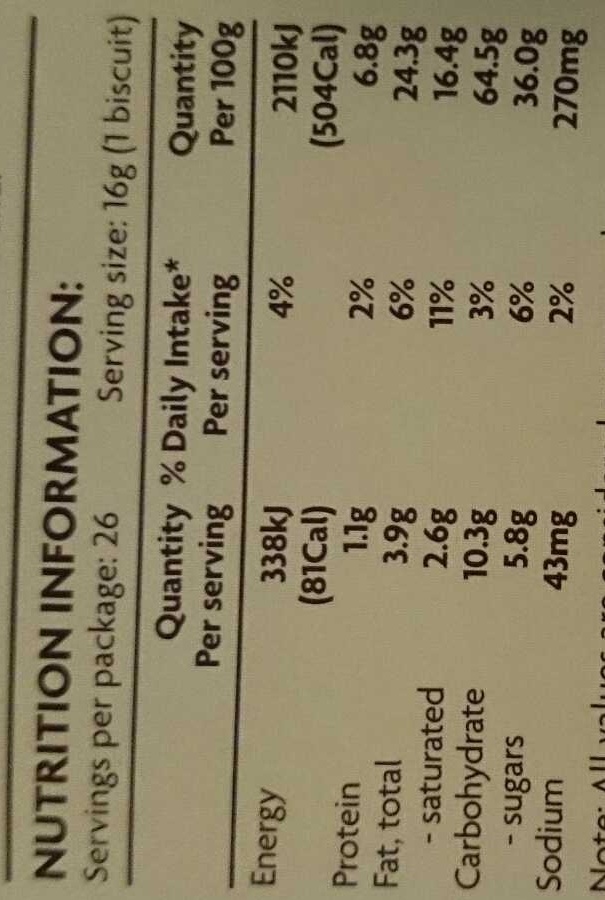 NUTRITION INFORMATION:
Servings per package: 26 Serving size: 16g (1 biscuit)
Quantity % Daily Intake* Quantity
Per serving Per serving Per 100g
Energy 338kJ 4% 2110kJ
(81Cal) (504Cal)
Protein 1.1g 2% 6.8g
Fat, total 3.9g 6% 24.3g
- saturated 2.6g 11% 16.4g
Carbohydrate 10.3g 3% 64.5g
- sugars 5.8g 6% 36.0g
Sodium 43mg 2% 270mg
Note: All values are considered